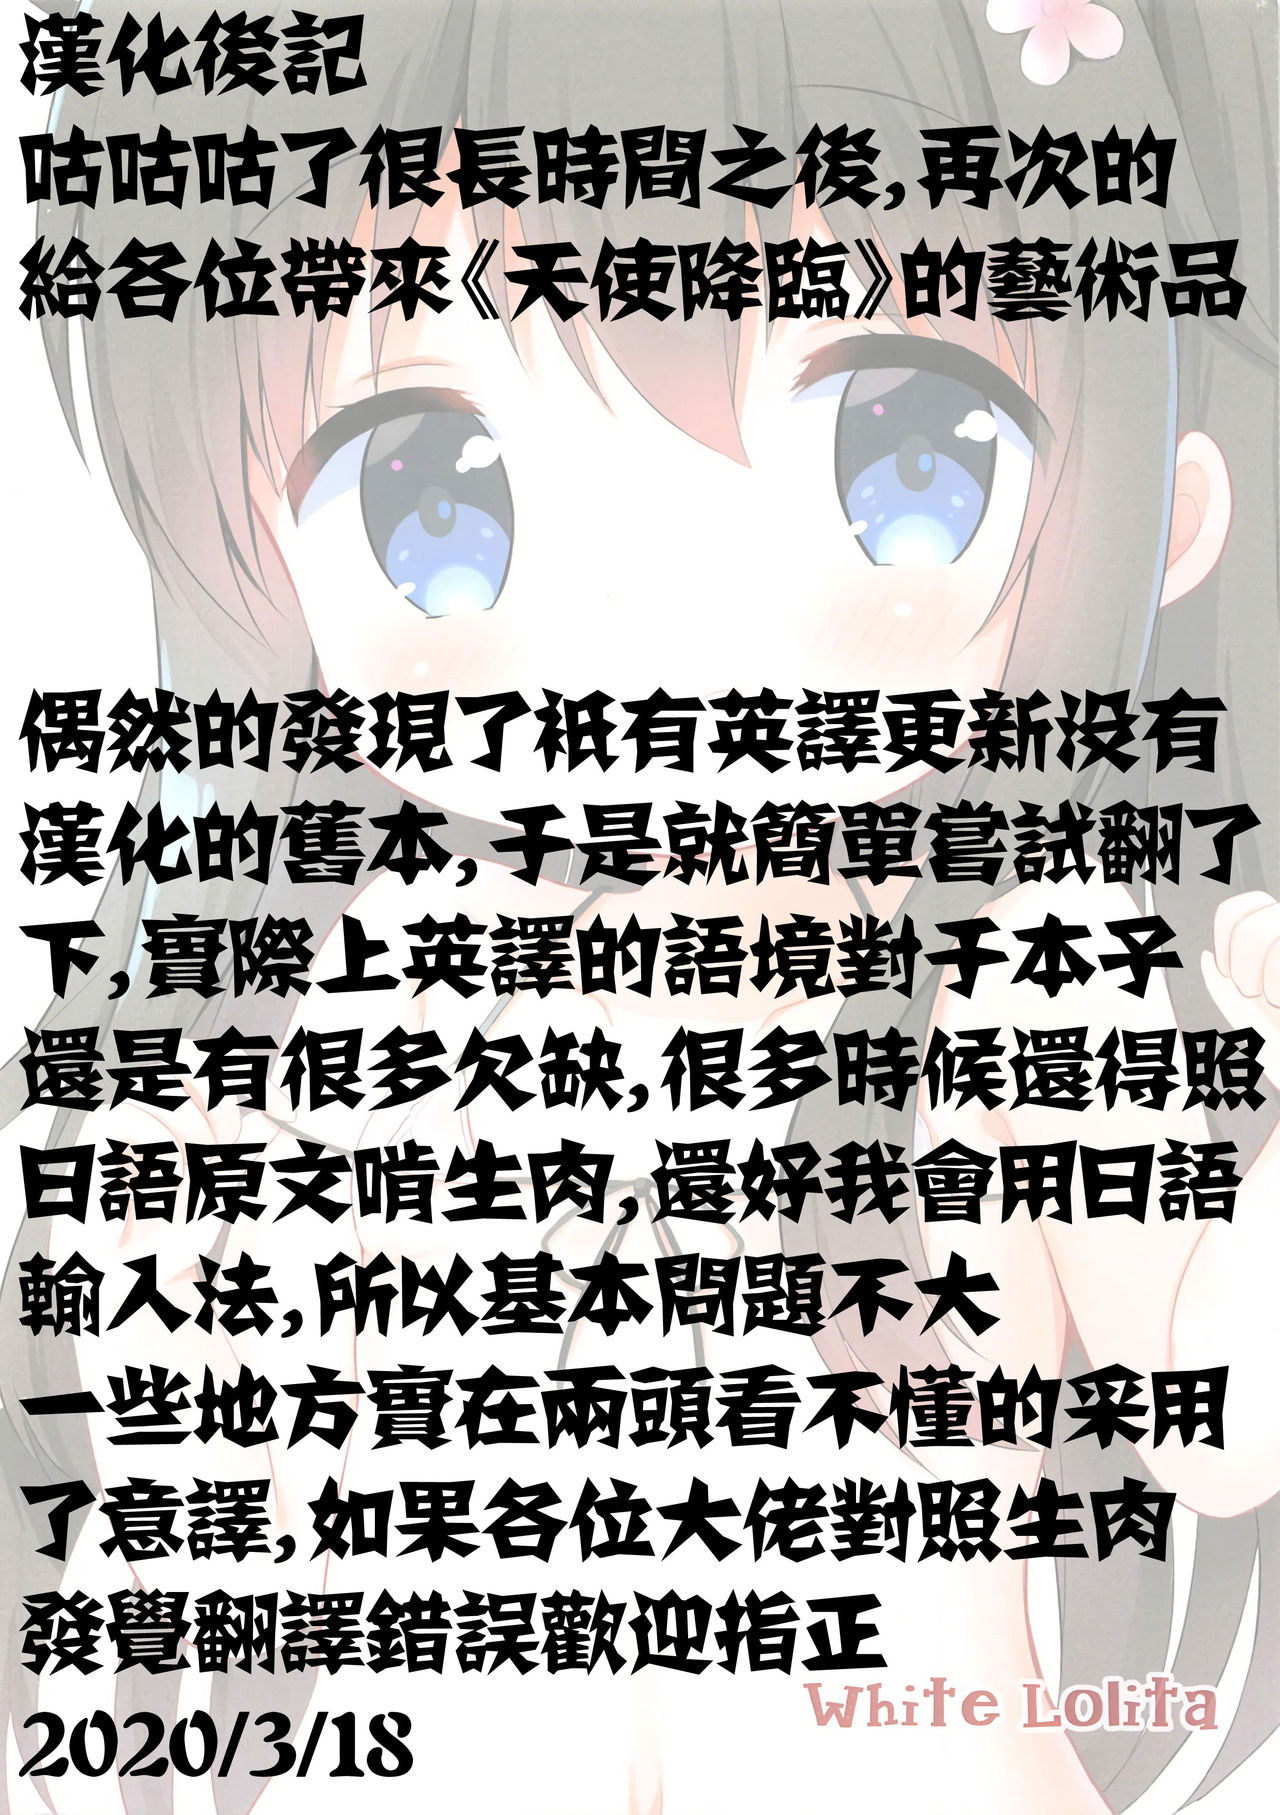 漢化後記
咕咕咕了很長時間之後,再次的
給各位帶來《天使降臨》的藝術品
偶然的發現了衹有英譯更新没有
漢化的舊本,于是就簡單嘗試翻了
下,實際上英譯的語境對于本子
還是有很多欠缺,很多時候還得照
日語原文啃生肉,還好我會用日語
輸入法,所以基本問題不大
一些地方實在兩頭看不懂的采用
了意譯,如果各位大佬對照生肉
發覺翻譯錯誤歡迎指正
White Lolita
2020/3/18